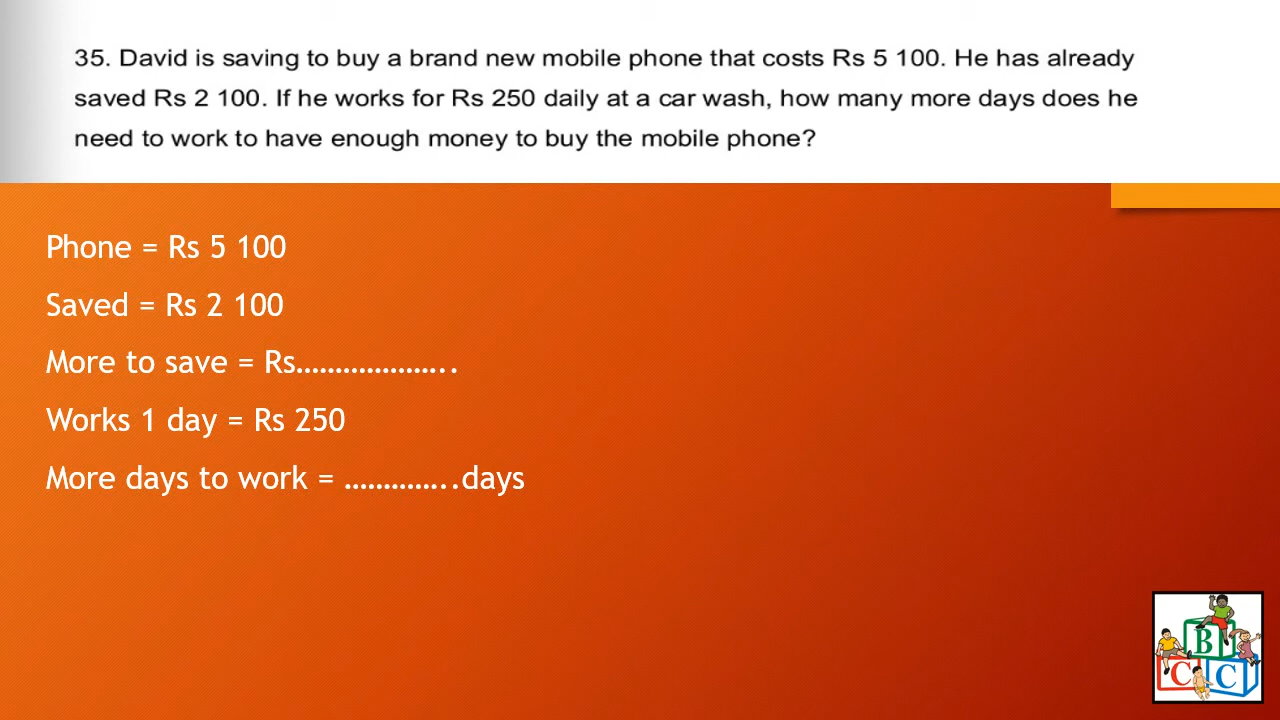 35. David is saving to buy a brand new mobile phone that costs Rs 5 100. He has already
saved Rs 2 100. If he works for Rs 250 daily at a car wash, how many more days does he
need to work to have enough money to buy the mobile phone?
Phone = Rs 5 100
Saved = Rs 2 100
More to save = Rs………………..
Works 1 day = Rs 250
More days to work = …………..days
B
C C